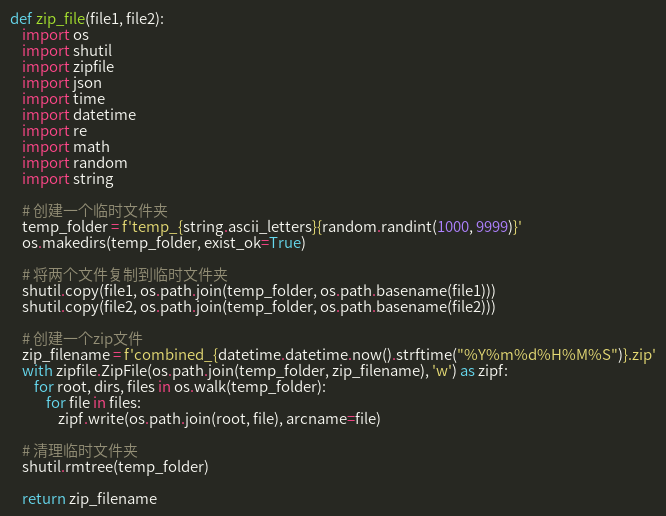 def zip_file(file1, file2):
    import os
    import shutil
    import zipfile
    import json
    import time
    import datetime
    import re
    import math
    import random
    import string

    # 创建一个临时文件夹
    temp_folder = f'temp_{string.ascii_letters}{random.randint(1000, 9999)}'
    os.makedirs(temp_folder, exist_ok=True)

    # 将两个文件复制到临时文件夹
    shutil.copy(file1, os.path.join(temp_folder, os.path.basename(file1)))
    shutil.copy(file2, os.path.join(temp_folder, os.path.basename(file2)))

    # 创建一个zip文件
    zip_filename = f'combined_{datetime.datetime.now().strftime("%Y%m%d%H%M%S")}.zip'
    with zipfile.ZipFile(os.path.join(temp_folder, zip_filename), 'w') as zipf:
        for root, dirs, files in os.walk(temp_folder):
            for file in files:
                zipf.write(os.path.join(root, file), arcname=file)

    # 清理临时文件夹
    shutil.rmtree(temp_folder)

    return zip_filename